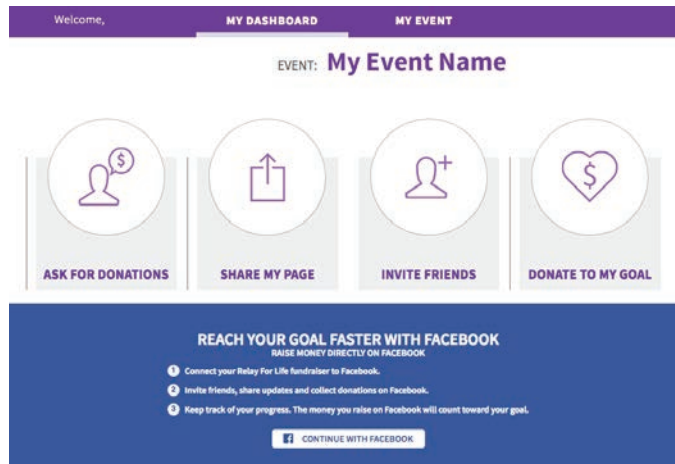 Welcome, MY DASHBOARD MY EVENT
EVENT: My Event Name
$ $
ASK FOR DONATIONS SHARE MY PAGE INVITE FRIENDS DONATE TO MY GOAL
REACH YOUR GOAL FASTER WITH FACEBOOK
RAISE MONEY DIRECTLY ON FACEBOOK
1 Connect your Relay For Life fundraiser to Facebook.
2 Invite friends, share updates and collect donations on Facebook.
3 Keep track of your progress. The money you raise on Facebook will count toward your goal.
f CONTINUE WITH FACEBOOK